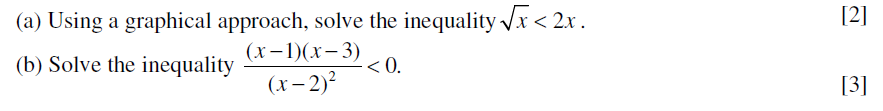 (a) Using a graphical approach, solve the inequality √x < 2x. [2]
(b) Solve the inequality (x−1)(x−3)/(x−2)² < 0. [3]